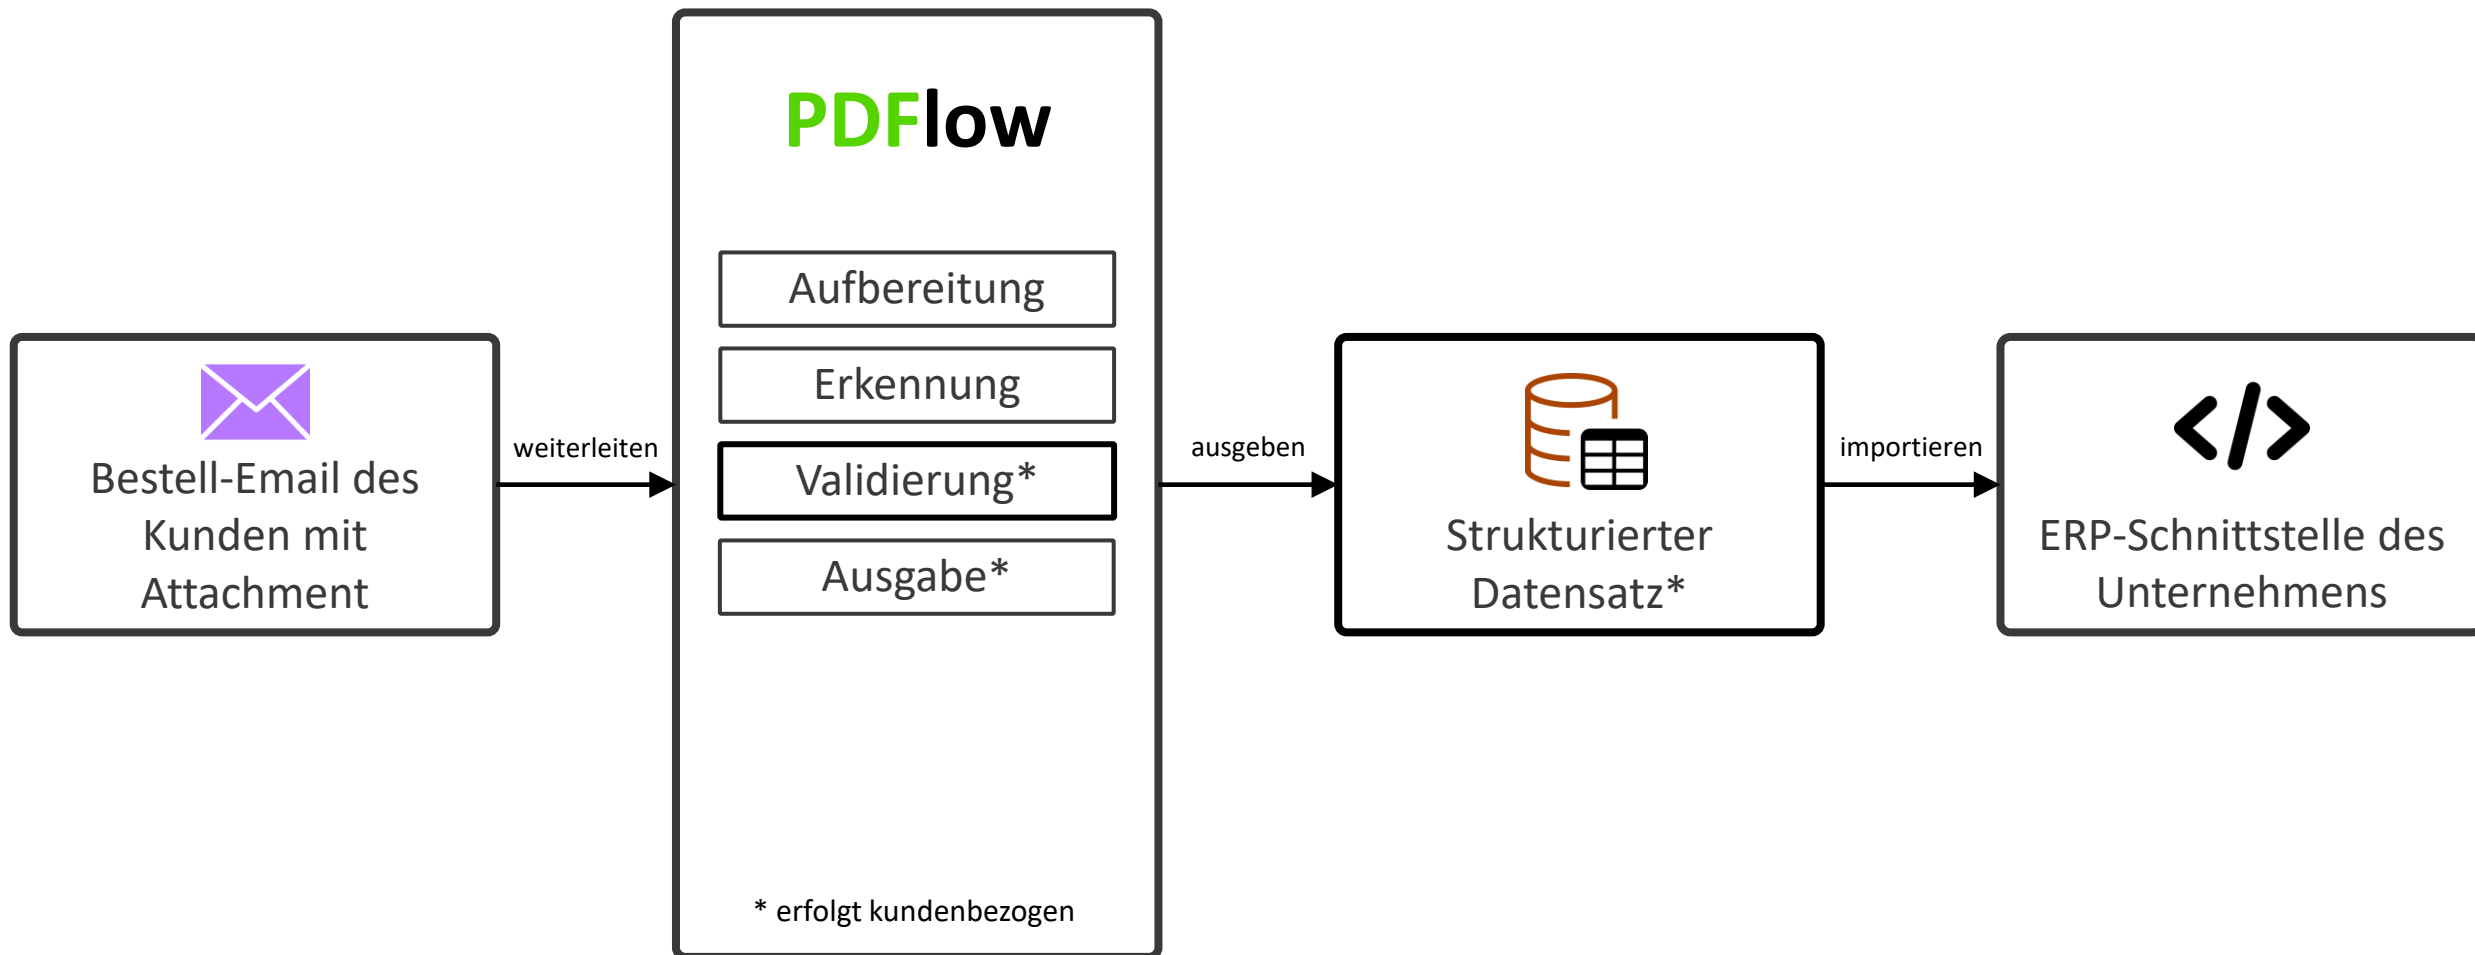 Bestell-Email des
Kunden mit
Attachment
weiterleiten
PDFlow
Aufbereitung
Erkennung
Validierung*
Ausgabe*
* erfolgt kundenbezogen
ausgeben
Strukturierter
Datensatz*
importieren
</>
ERP-Schnittstelle des
Unternehmens